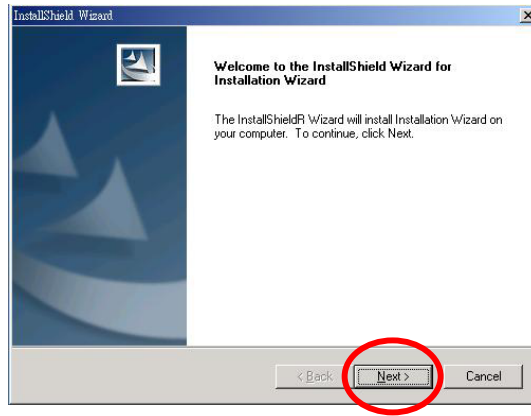 InstallShield Wizard
Welcome to the InstallShield Wizard for
Installation Wizard
The InstallShieldR Wizard will install Installation Wizard on
your computer. To continue, click Next.
< Back
Next >
Cancel